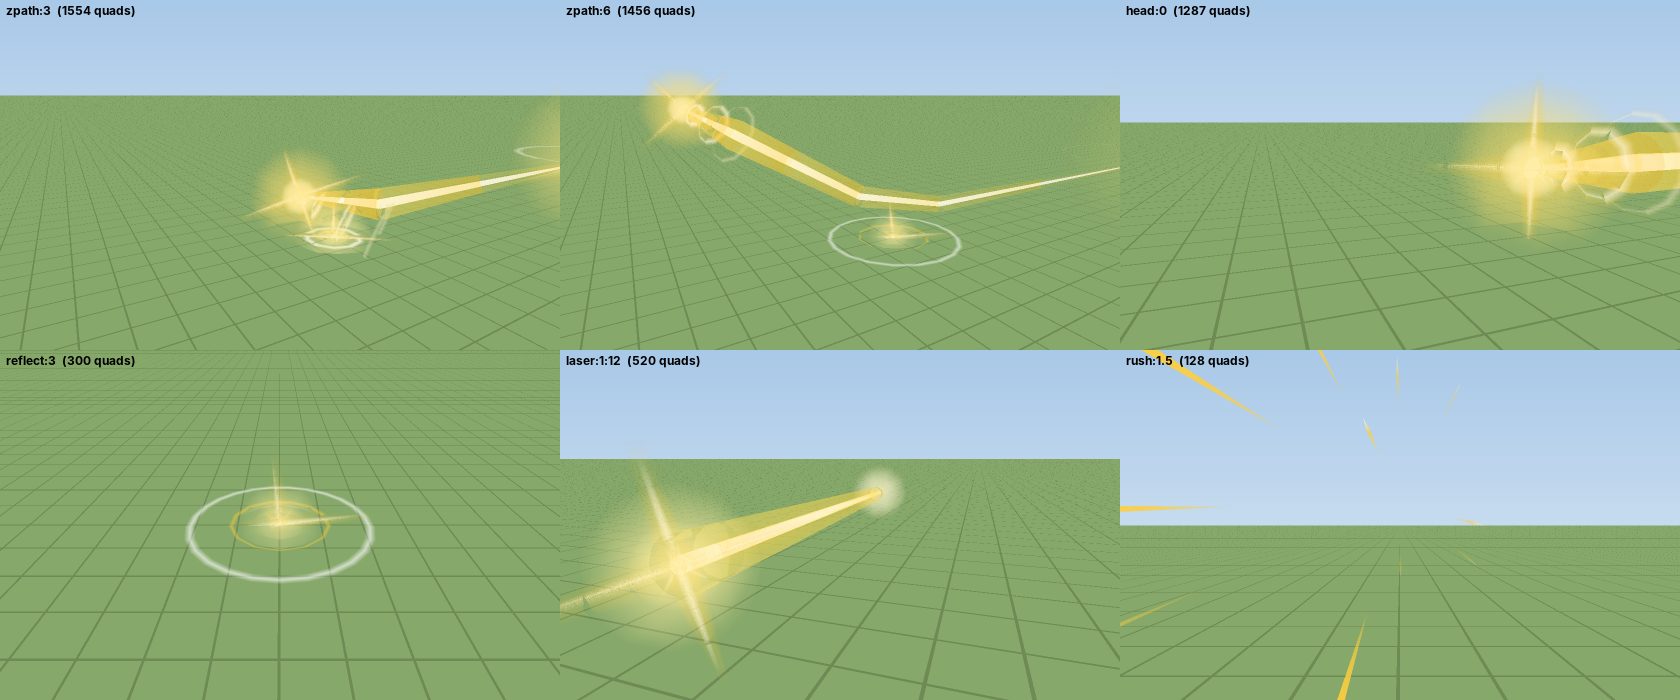 zpath:3 (1554 quads)
zpath:6 (1456 quads)
head:0 (1287 quads)
reflect:3 (300 quads)
laser:1:12 (520 quads)
rush:1.5 (128 quads)